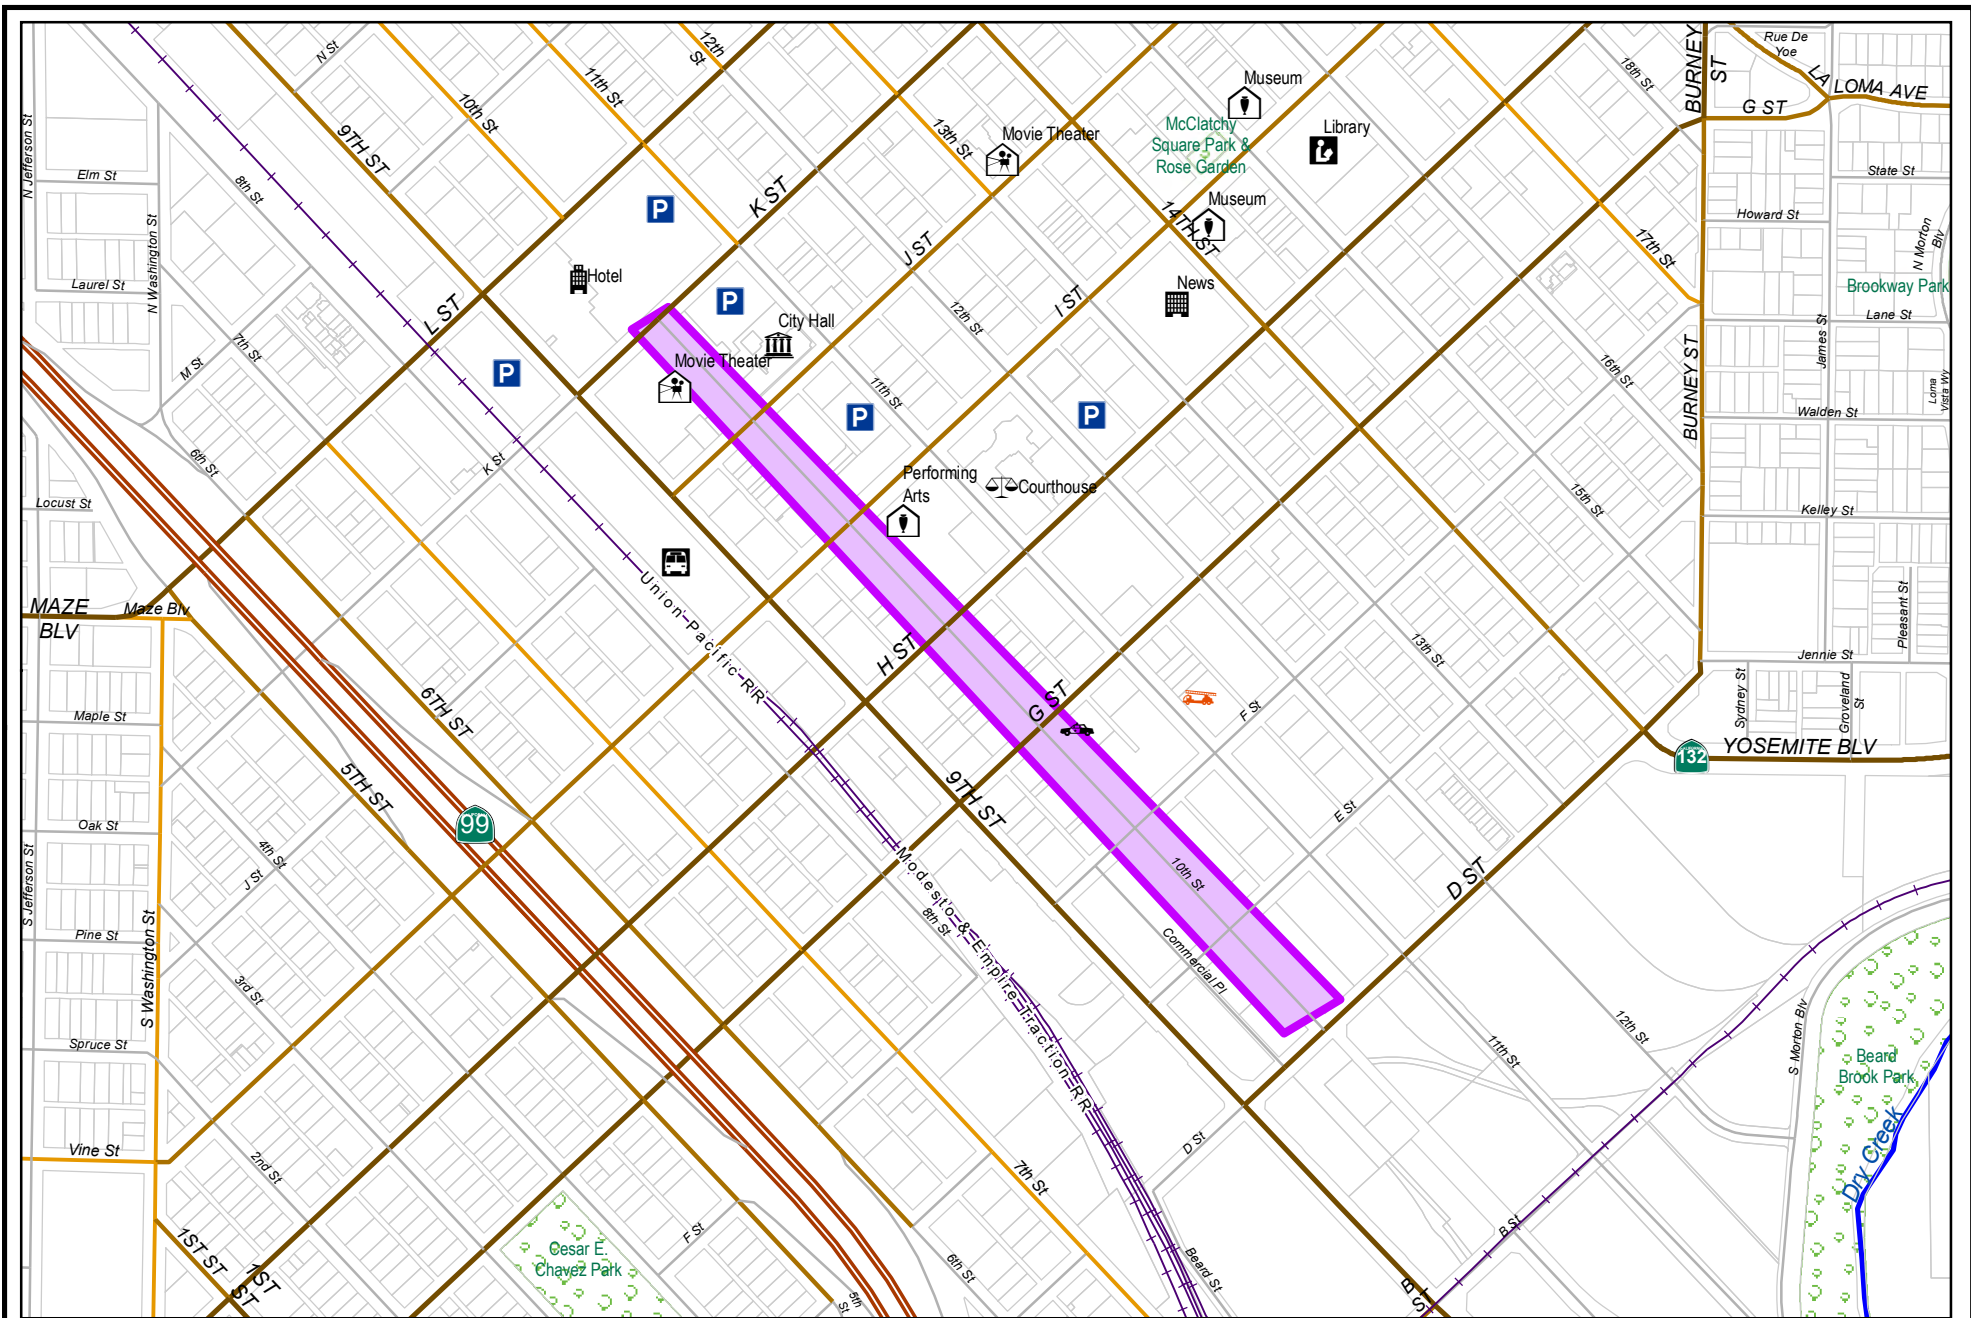 N St
12th
St
11th St
10th St
9TH ST
8th St
N Jefferson St
Elm St
N Washington St
Laurel St
7th St
M St
L ST
K ST
J ST
I ST
13th St
Movie Theater
Museum
McClatchy
Square Park &
Rose Garden
Library
Museum
14TH ST
News
18th St
BURNEY
ST
Rue De
Yoe
LA LOMA AVE
G ST
State St
Howard St
N Morton
Blv
17th St
Brookway Park
Lane St
James St
BURNEY ST
16th St
Loma
Vista Wy
Walden St
Kelley St
15th St
Pleasant St
Jennie St
Sydney St
Groveland
St
YOSEMITE BLV
132
P
Hotel
P
City Hall
Movie Theater
P
12th St
11th St
P
P
Performing
Arts
Courthouse
K St
6th St
Locust St
MAZE
BLV
Maze Blv
Union Pacific RR
H ST
G ST
F St
13th St
E St
D ST
Maple St
6TH ST
5TH ST
99
9TH ST
Oak St
4th St
J St
S Jefferson St
S Washington St
Pine St
3rd St
Spruce St
8th St
Modesto & Empire Traction RR
10th St
Commercial Pl
11th St
12th St
S Morton Blv
Beard
Brook Park
Dry Creek
Vine St
2nd St
1ST ST
1ST
ST
Cesar E.
Chavez Park
F St
5th
St
6th St
7th St
D St
Beard St
B St
B ST